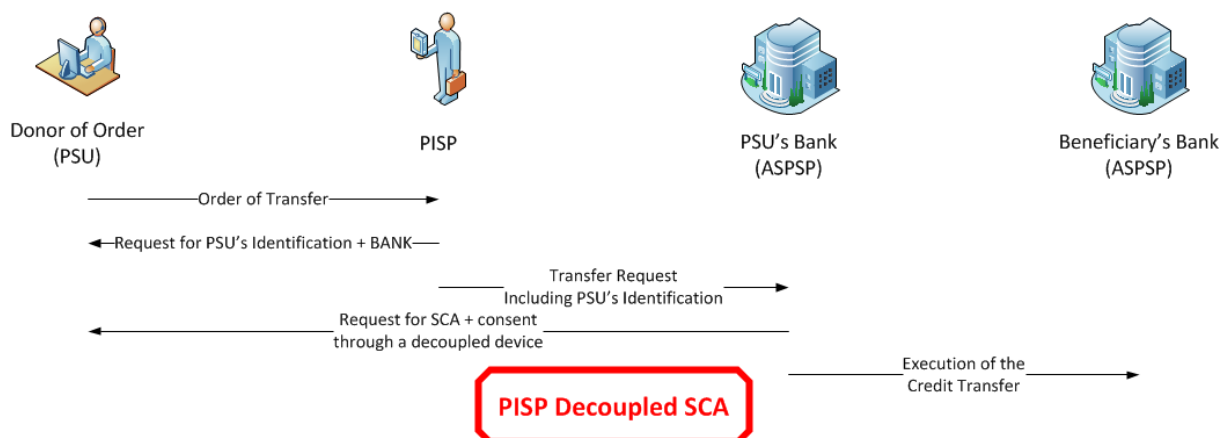 Donor of Order
(PSU)
PISP
PSU's Bank
(ASPSP)
Beneficiary's Bank
(ASPSP)
Order of Transfer
Request for PSU's Identification + BANK
Transfer Request
Including PSU's Identification
Request for SCA + consent
through a decoupled device
Execution of the
Credit Transfer
PISP Decoupled SCA